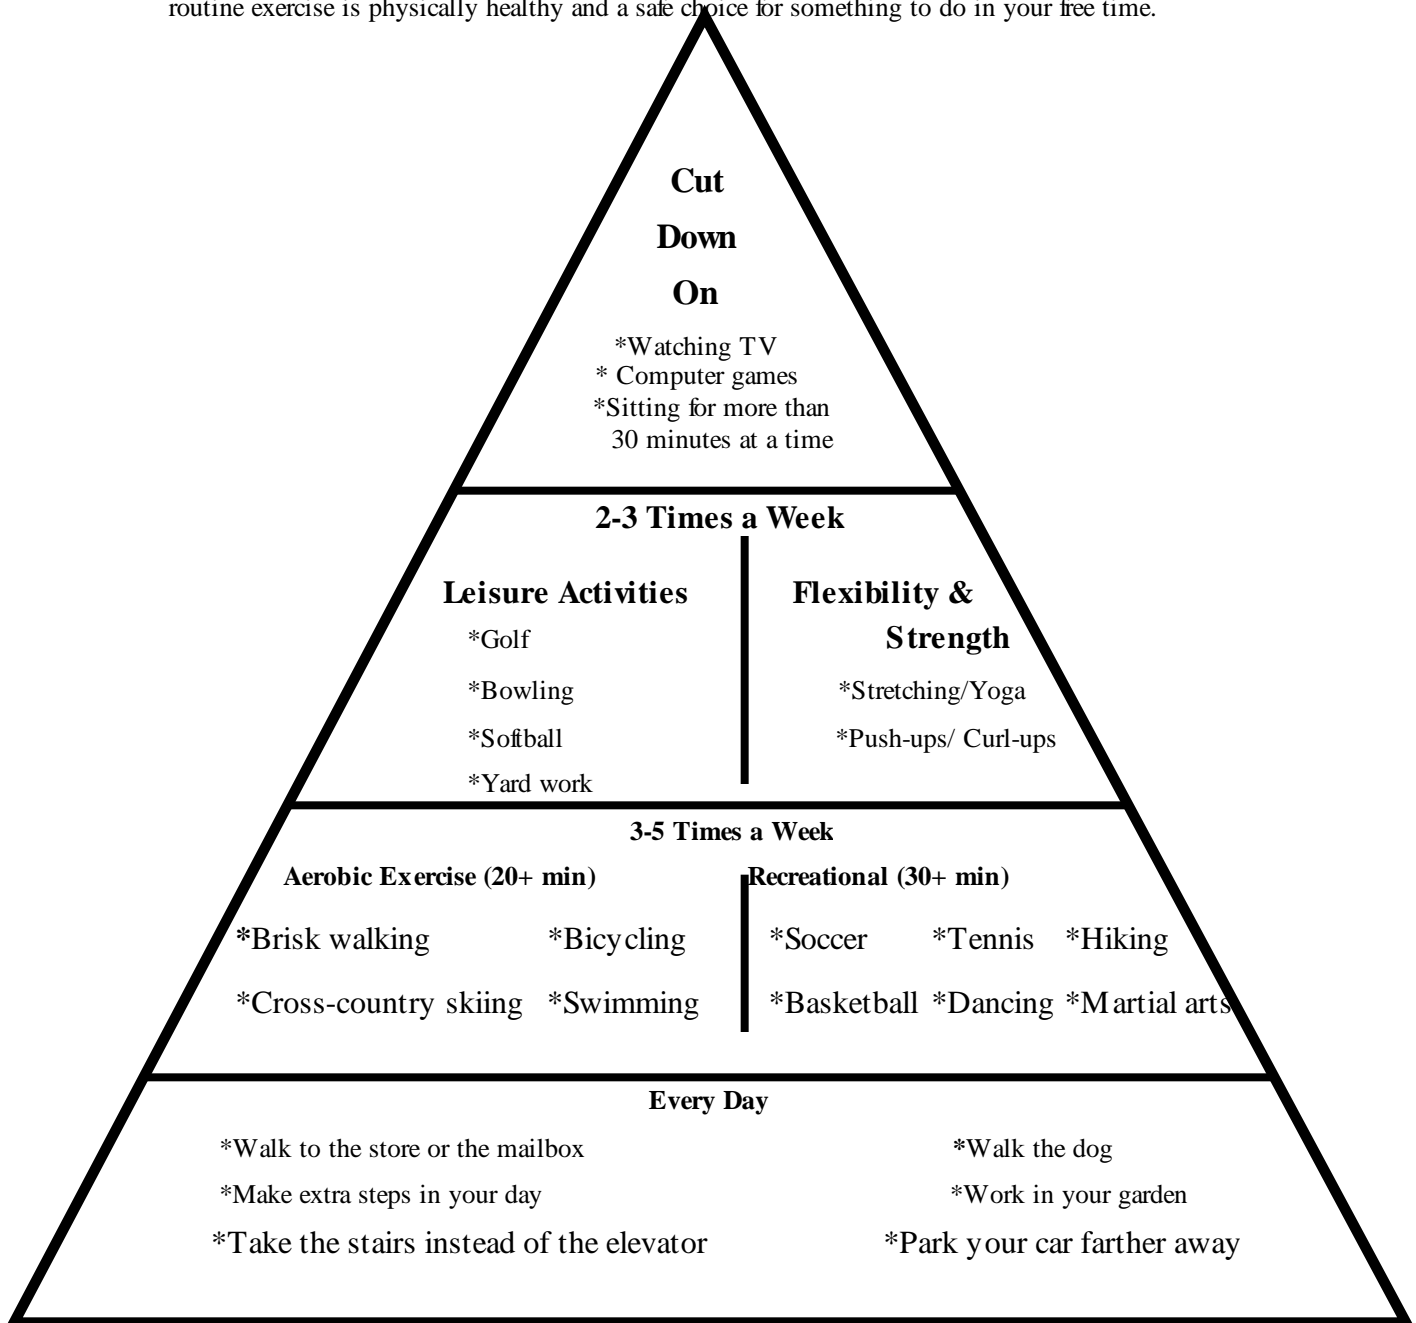 routine exercise is physically healthy and a safe choice for something to do in your free time.
Cut
Down
On
*Watching TV
* Computer games
*Sitting for more than
30 minutes at a time
2-3 Times a Week
Leisure Activities
*Golf
*Bowling
*Softball
*Yard work
Flexibility &
Strength
*Stretching/Yoga
*Push-ups/ Curl-ups
3-5 Times a Week
Aerobic Exercise (20+ min)
*Brisk walking *Bicycling
*Cross-country skiing *Swimming
Recreational (30+ min)
*Soccer *Tennis *Hiking
*Basketball *Dancing *Martial arts
Every Day
*Walk to the store or the mailbox *Walk the dog
*Make extra steps in your day *Work in your garden
*Take the stairs instead of the elevator *Park your car farther away